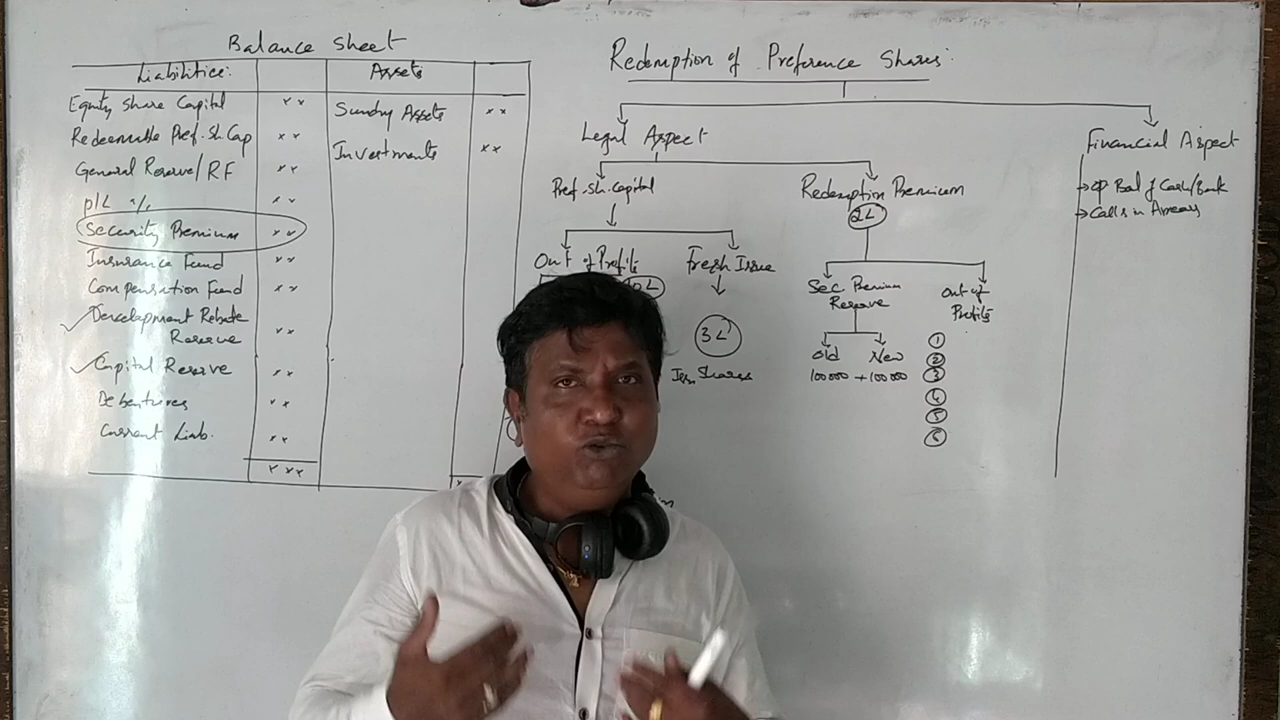 Balance Sheet
Liabilities: Assets
Equity Share Capital xx Sundry Assets xx
Redeemable Pref. Sh. Cap xx Investments xx
General Reserve/RF xx
P/L A/c xx
Security Premium xx
Insurance Fund xx
Compensation Fund xx
Development Rebate
Reserve xx
Capital Reserve xx
Debentures xx
Current Liab. xx
xxx
Redemption of Preference Shares:
Legal Aspect
Financial Aspect
Pref. sh. capital
Redemption Premium
2L
→ OP Bal of Cash/Bank
→ Calls in Arrears
Out of Profits
Fresh Issue
3L
Sec Premium
Reserve
Out of
Profits
Old New
100000 + 100000
1
2
3
4
5
6